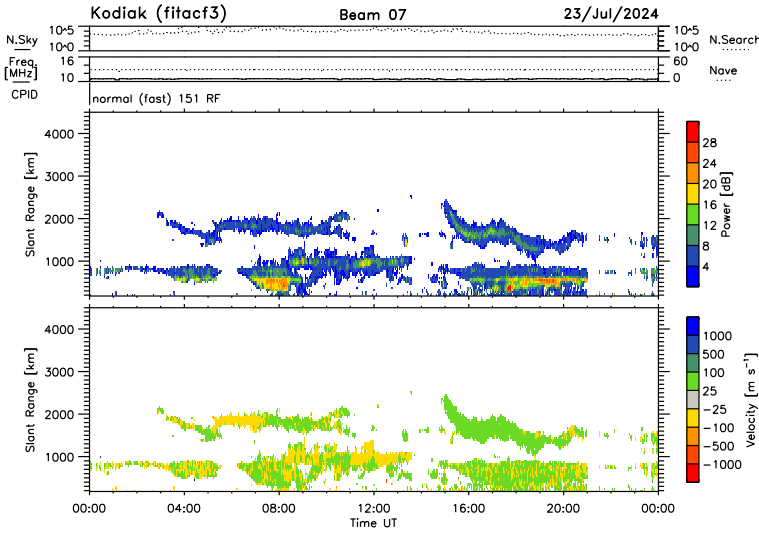 Kodiak (fitacf3) Beam 07 23/Jul/2024
N.Sky 10^5 10^0 10^5 10^0 N.Search
Freq. [MHz] 16 10 60 0 Nave
CPID normal (fast) 151 RF
Slant Range [km]
4000
3000
2000
1000
28
24
20
16
12
8
4
Power [dB]
Slant Range [km]
4000
3000
2000
1000
1000
500
100
25
−25
−100
−500
−1000
Velocity [m s⁻¹]
00:00 04:00 08:00 12:00 16:00 20:00 00:00
Time UT